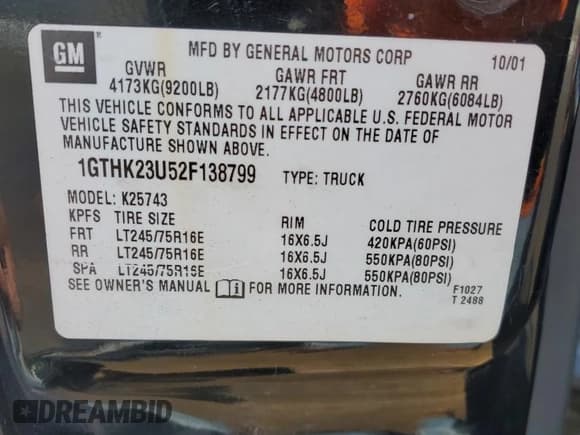 GM
MFD BY GENERAL MOTORS CORP 10/01
GVWR GAWR FRT GAWR RR
4173KG(9200LB) 2177KG(4800LB) 2760KG(6084LB)
THIS VEHICLE CONFORMS TO ALL APPLICABLE U.S. FEDERAL MOTOR
VEHICLE SAFETY STANDARDS IN EFFECT ON THE DATE OF
MANUFACTURE SHOWN ABOVE.
1GTHK23U52F138799 TYPE: TRUCK
MODEL: K25743
KPFS TIRE SIZE RIM COLD TIRE PRESSURE
FRT LT245/75R16E 16X6.5J 420KPA(60PSI)
RR LT245/75R16E 16X6.5J 550KPA(80PSI)
SPA LT245/75R16E 16X6.5J 550KPA(80PSI)
SEE OWNER'S MANUAL FOR MORE INFORMATION.
F1027
T 2488
DREAMBID